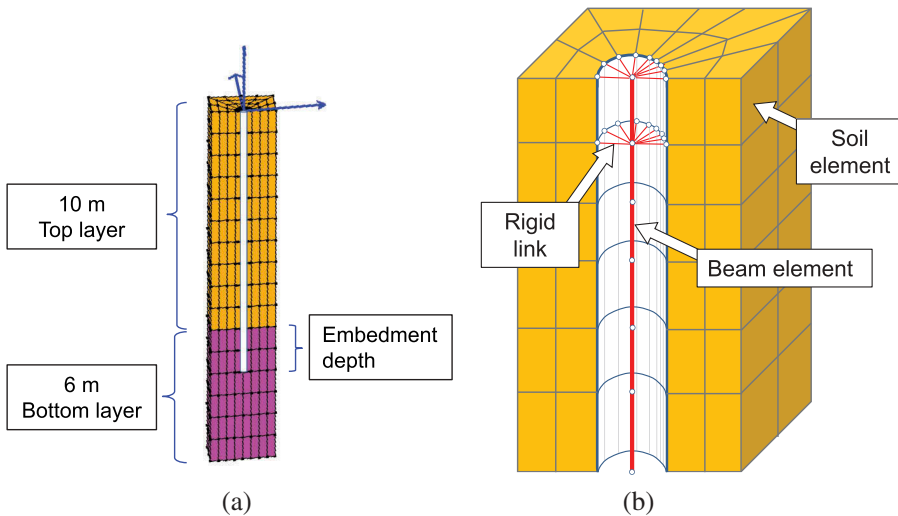 10 m
Top layer
6 m
Bottom layer
Embedment
depth
(a)
Soil
element
Rigid
link
Beam element
(b)